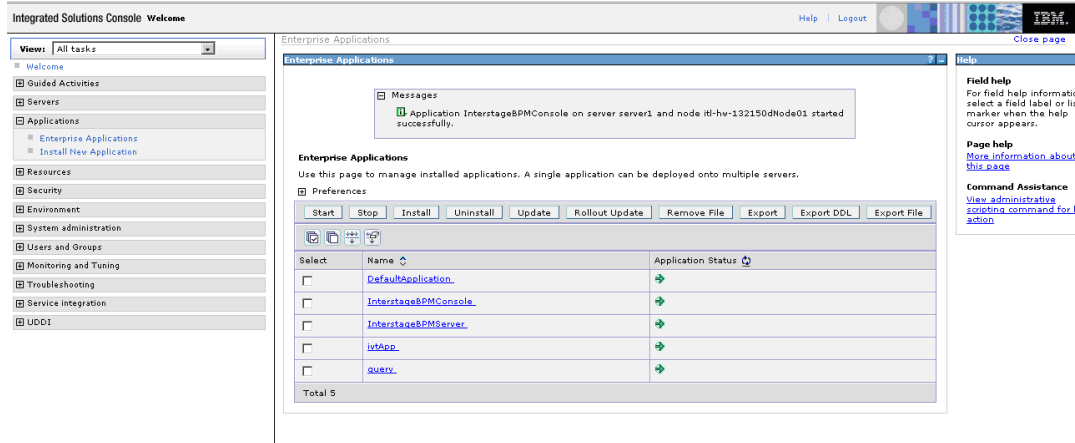 Integrated Solutions Console Welcome
Help | Logout
IBM.
View: All tasks
Welcome
Guided Activities
Servers
Applications
Enterprise Applications
Install New Application
Resources
Security
Environment
System administration
Users and Groups
Monitoring and Tuning
Troubleshooting
Service integration
UDDI
Enterprise Applications
Close page
Enterprise Applications ? _
Messages
Application InterstageBPMConsole on server server1 and node itl-hw-132150dNode01 started
successfully.
Enterprise Applications
Use this page to manage installed applications. A single application can be deployed onto multiple servers.
Preferences
Start Stop Install Uninstall Update Rollout Update Remove File Export Export DDL Export File
Select Name Application Status
DefaultApplication
InterstageBPMConsole
InterstageBPMServer
ivtApp
query
Total 5
Help
Field help
For field help informatio
select a field label or lis
marker when the help
cursor appears.
Page help
More information about
this page
Command Assistance
View administrative
scripting command for l
action